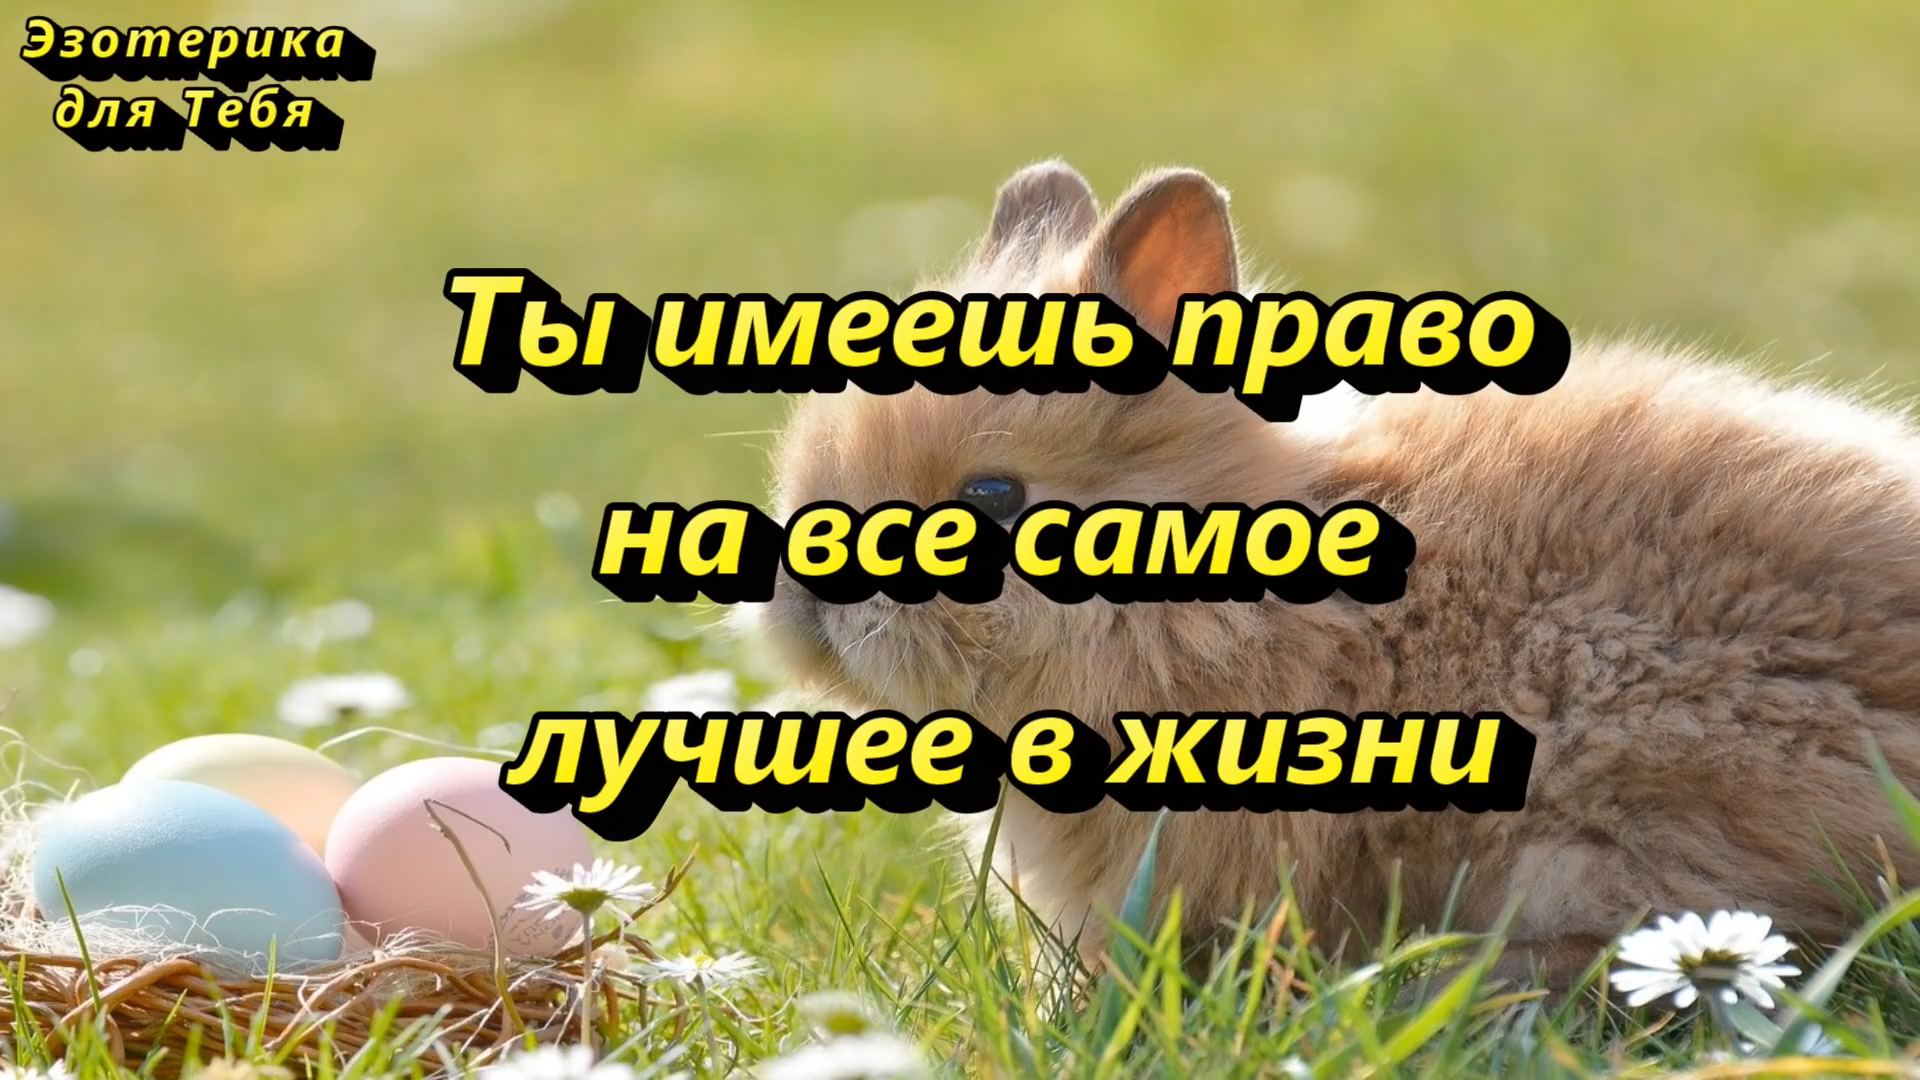 Эзотерика
для Тебя
Ты имеешь право
на все самое
лучшее в жизни